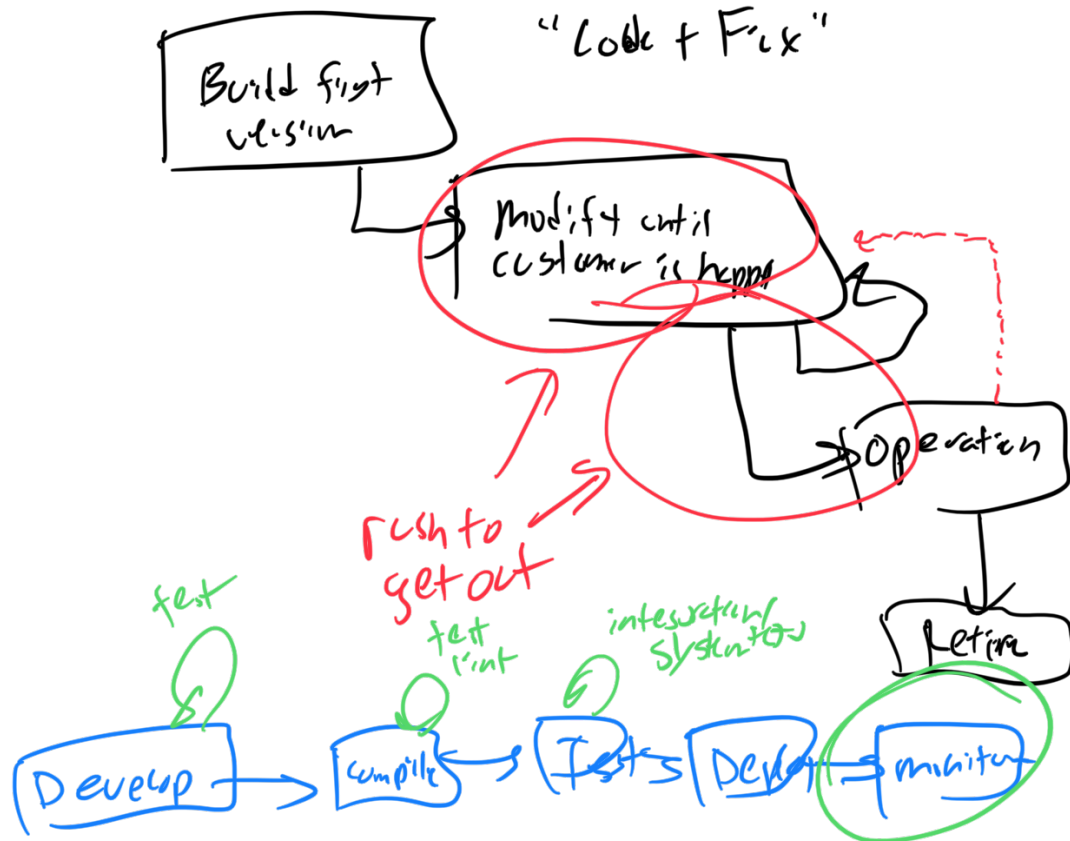 "Code + Fix"
Build first
version
modify until
customer is happy
operation
rush to
get out
Retire
test
test
lint
integration/
system tests
Develop
compile
Test
Deploy
monitor